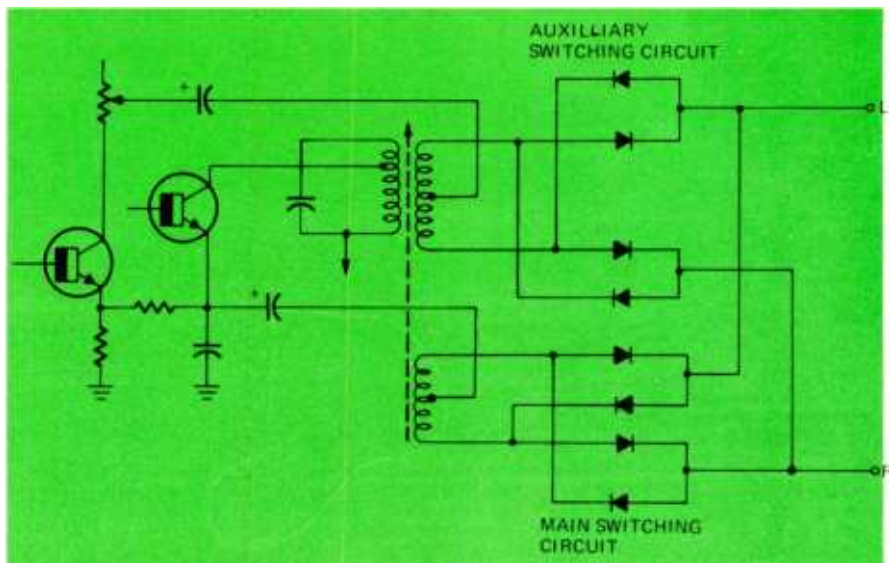 AUXILLIARY
SWITCHING CIRCUIT
+
L
+
R
MAIN SWITCHING
CIRCUIT